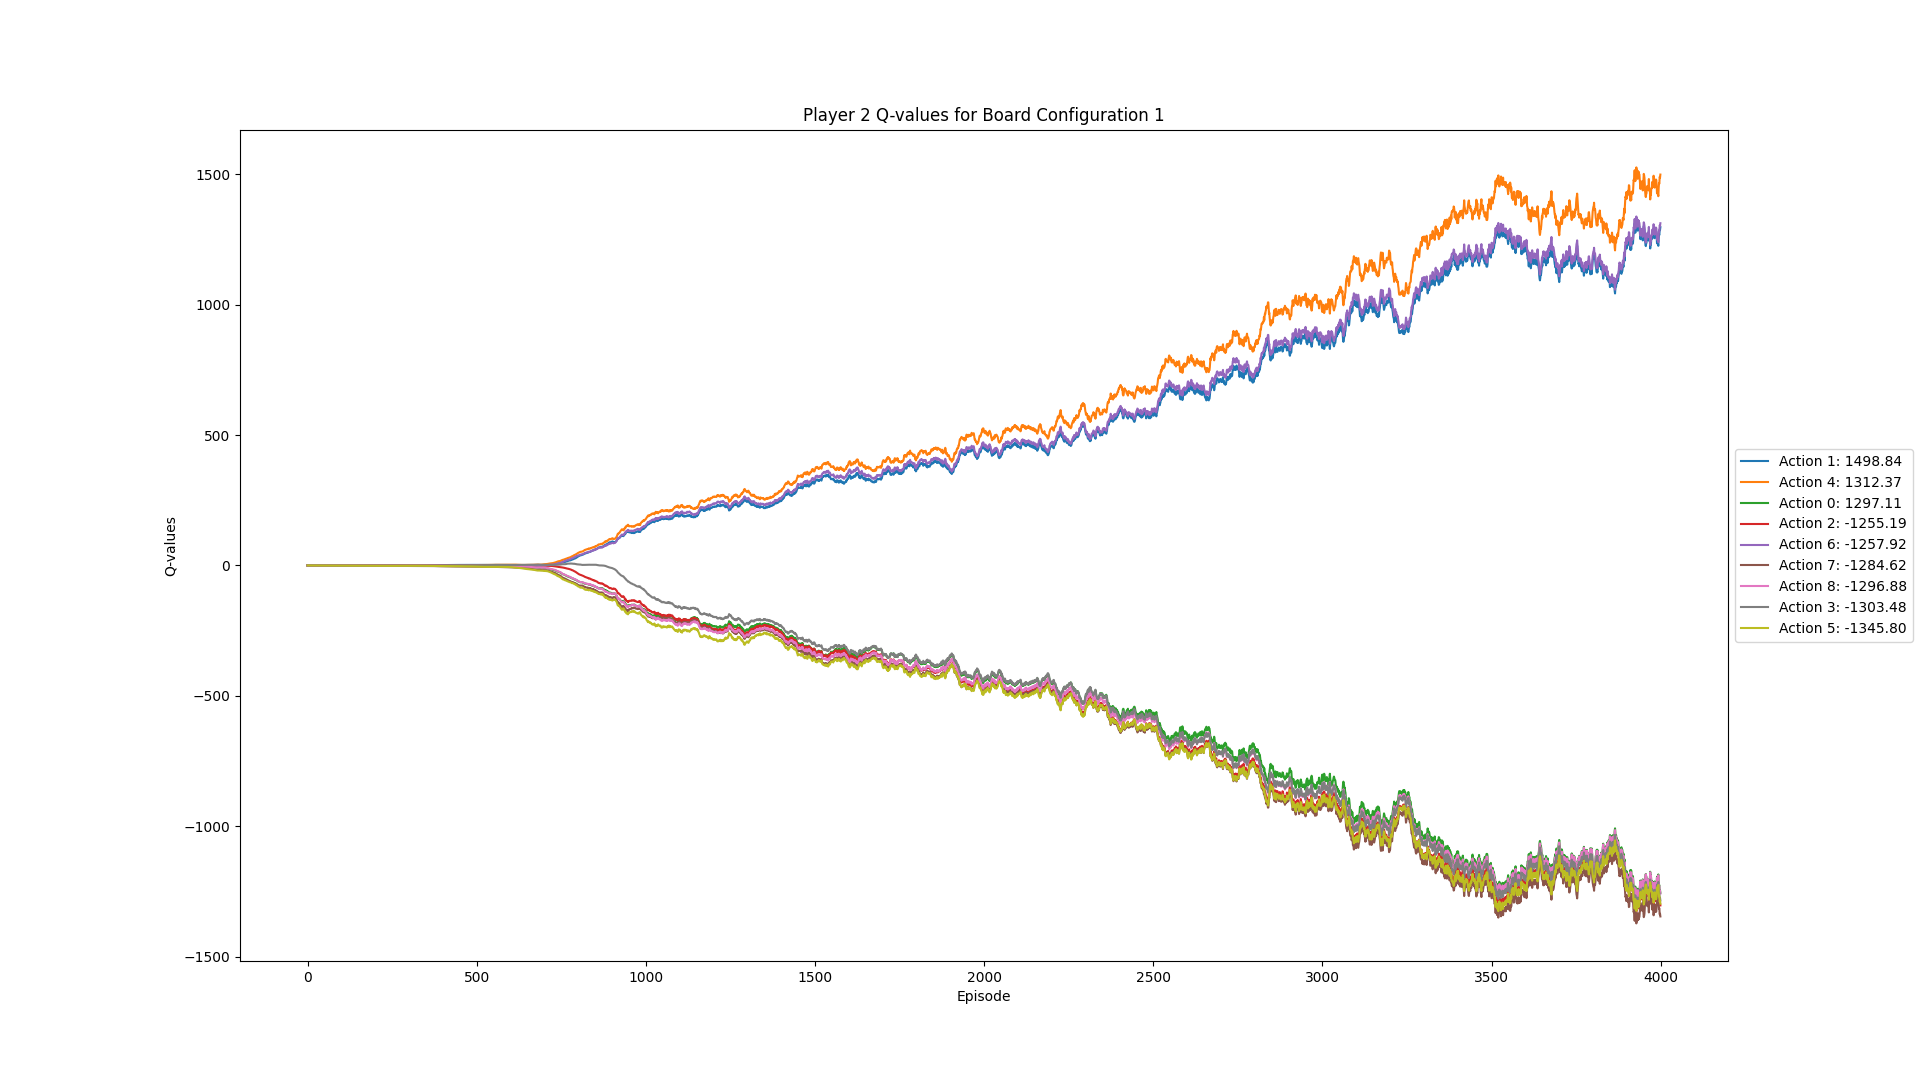 Player 2 Q-values for Board Configuration 1
Q-values
1500
1000
500
0
−500
−1000
−1500
0 500 1000 1500 2000 2500 3000 3500 4000
Episode
Action 1: 1498.84
Action 4: 1312.37
Action 0: 1297.11
Action 2: -1255.19
Action 6: -1257.92
Action 7: -1284.62
Action 8: -1296.88
Action 3: -1303.48
Action 5: -1345.80